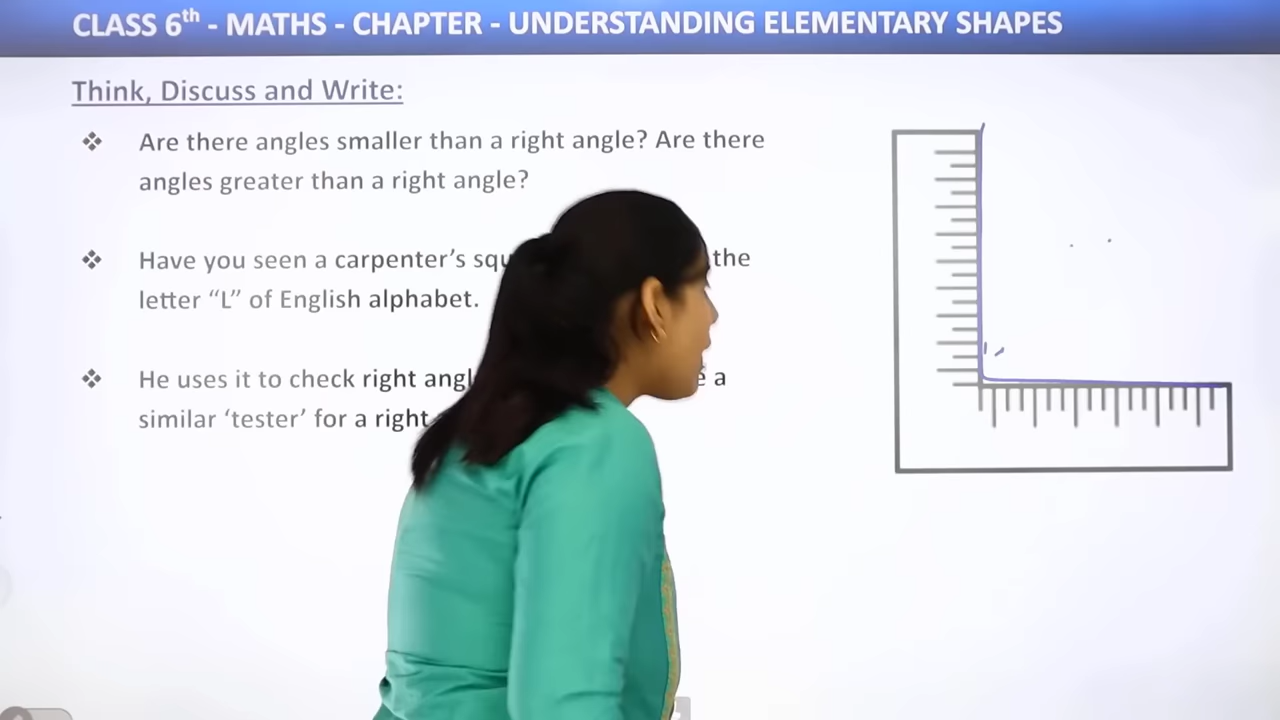 CLASS 6th - MATHS - CHAPTER - UNDERSTANDING ELEMENTARY SHAPES
Think, Discuss and Write:
❖ Are there angles smaller than a right angle? Are there
angles greater than a right angle?
❖ Have you seen a carpenter's the
letter "L" of English alphabet.
❖ He uses it to check right a
similar 'tester' for a right